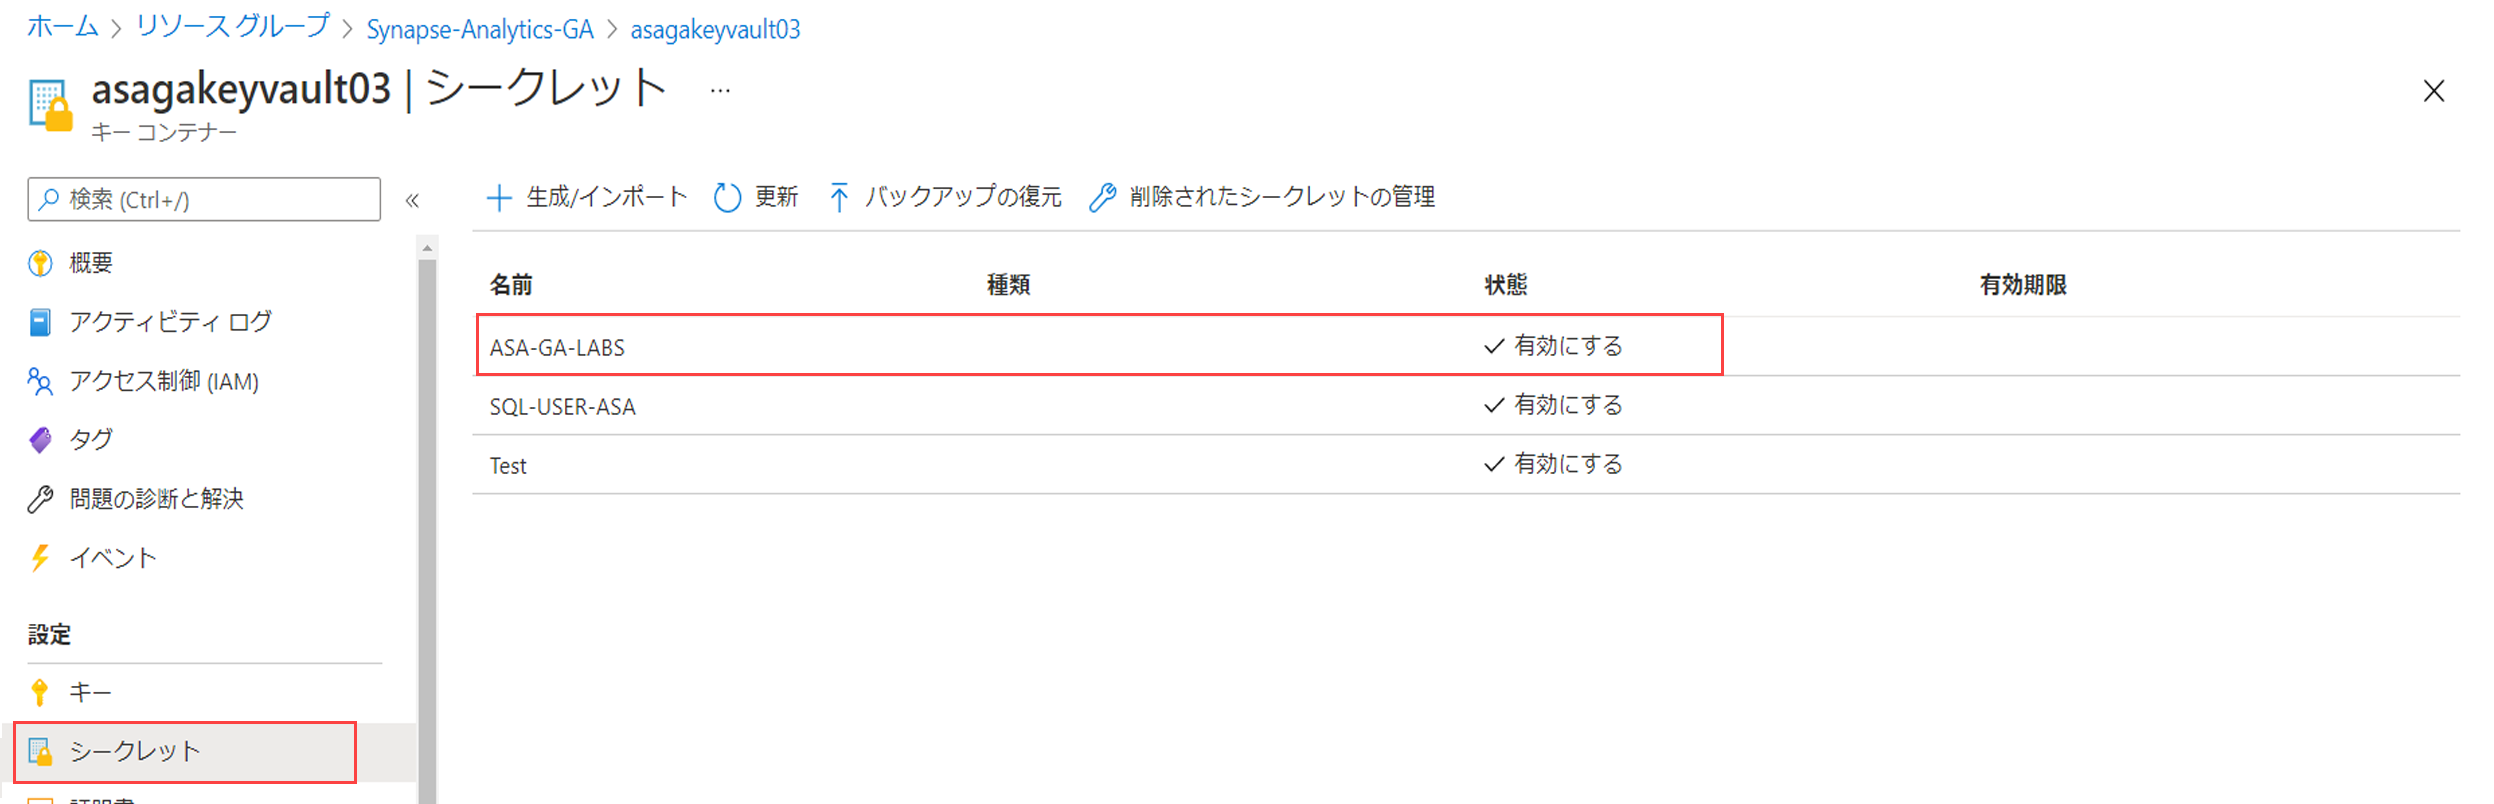 ホーム > リソース グループ > Synapse-Analytics-GA > asagakeyvault03
asagakeyvault03 | シークレット ...
キー コンテナー
検索 (Ctrl+/) «
概要
アクティビティ ログ
アクセス制御 (IAM)
タグ
問題の診断と解決
イベント
設定
キー
シークレット
証明書
生成/インポート 更新 バックアップの復元 削除されたシークレットの管理
名前 種類 状態 有効期限
ASA-GA-LABS ✓ 有効にする
SQL-USER-ASA ✓ 有効にする
Test ✓ 有効にする